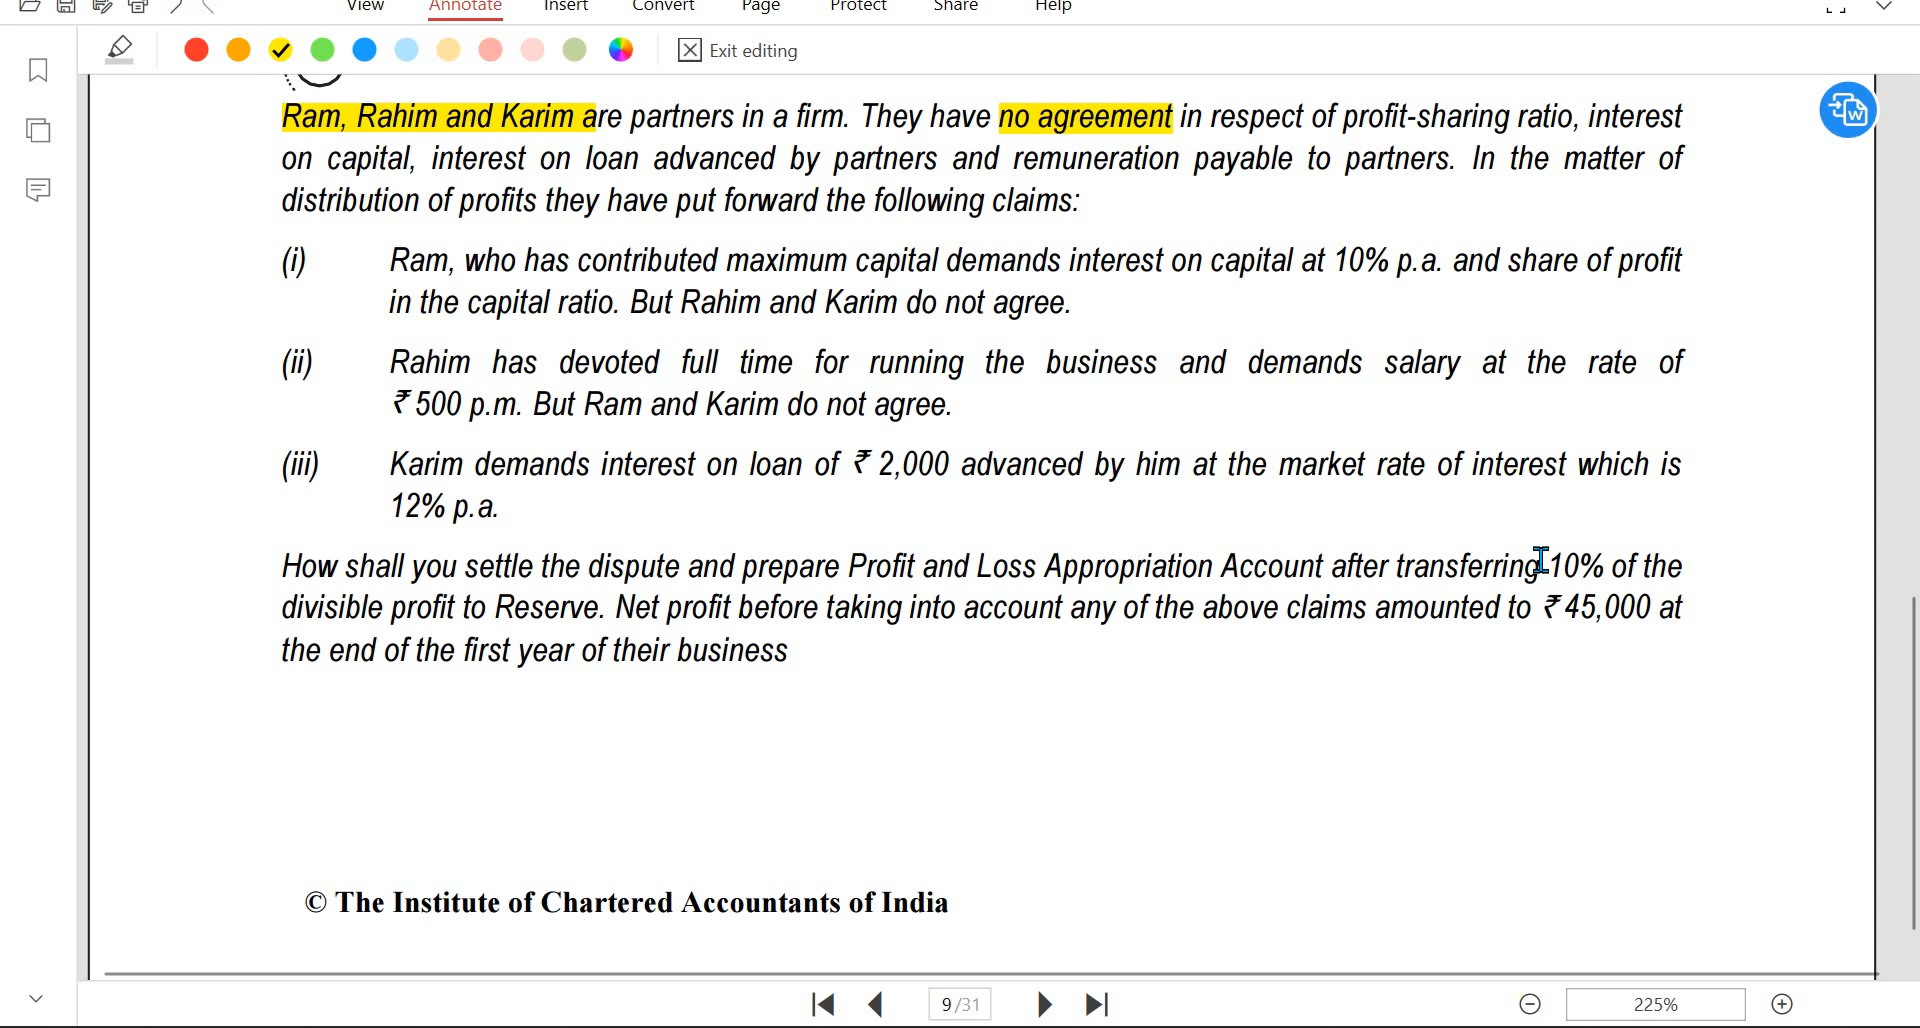 View Annotate Insert Convert Page Protect Share Help
Exit editing
Ram, Rahim and Karim are partners in a firm. They have no agreement in respect of profit-sharing ratio, interest
on capital, interest on loan advanced by partners and remuneration payable to partners. In the matter of
distribution of profits they have put forward the following claims:
(i) Ram, who has contributed maximum capital demands interest on capital at 10% p.a. and share of profit
in the capital ratio. But Rahim and Karim do not agree.
(ii) Rahim has devoted full time for running the business and demands salary at the rate of
₹ 500 p.m. But Ram and Karim do not agree.
(iii) Karim demands interest on loan of ₹ 2,000 advanced by him at the market rate of interest which is
12% p.a.
How shall you settle the dispute and prepare Profit and Loss Appropriation Account after transferring 10% of the
divisible profit to Reserve. Net profit before taking into account any of the above claims amounted to ₹ 45,000 at
the end of the first year of their business
© The Institute of Chartered Accountants of India
9 /31
225%